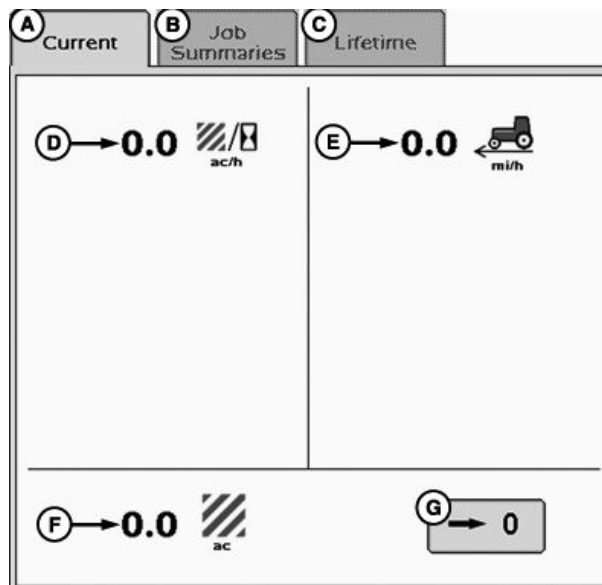 A
Current
B
Job
Summaries
C
Lifetime
D
0.0
/
ac/h
E
0.0
mi/h
F
0.0
ac
G
0